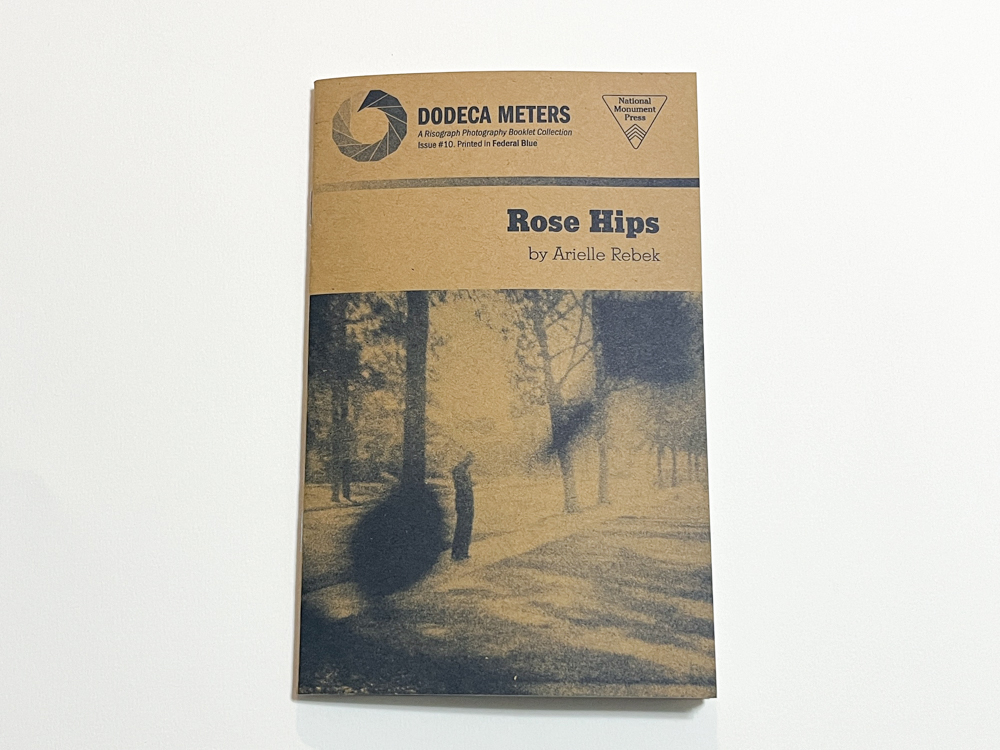 DODECA METERS
A Risograph Photography Booklet Collection
Issue #10. Printed in Federal Blue
National
Monument
Press
Rose Hips
by Arielle Rebek